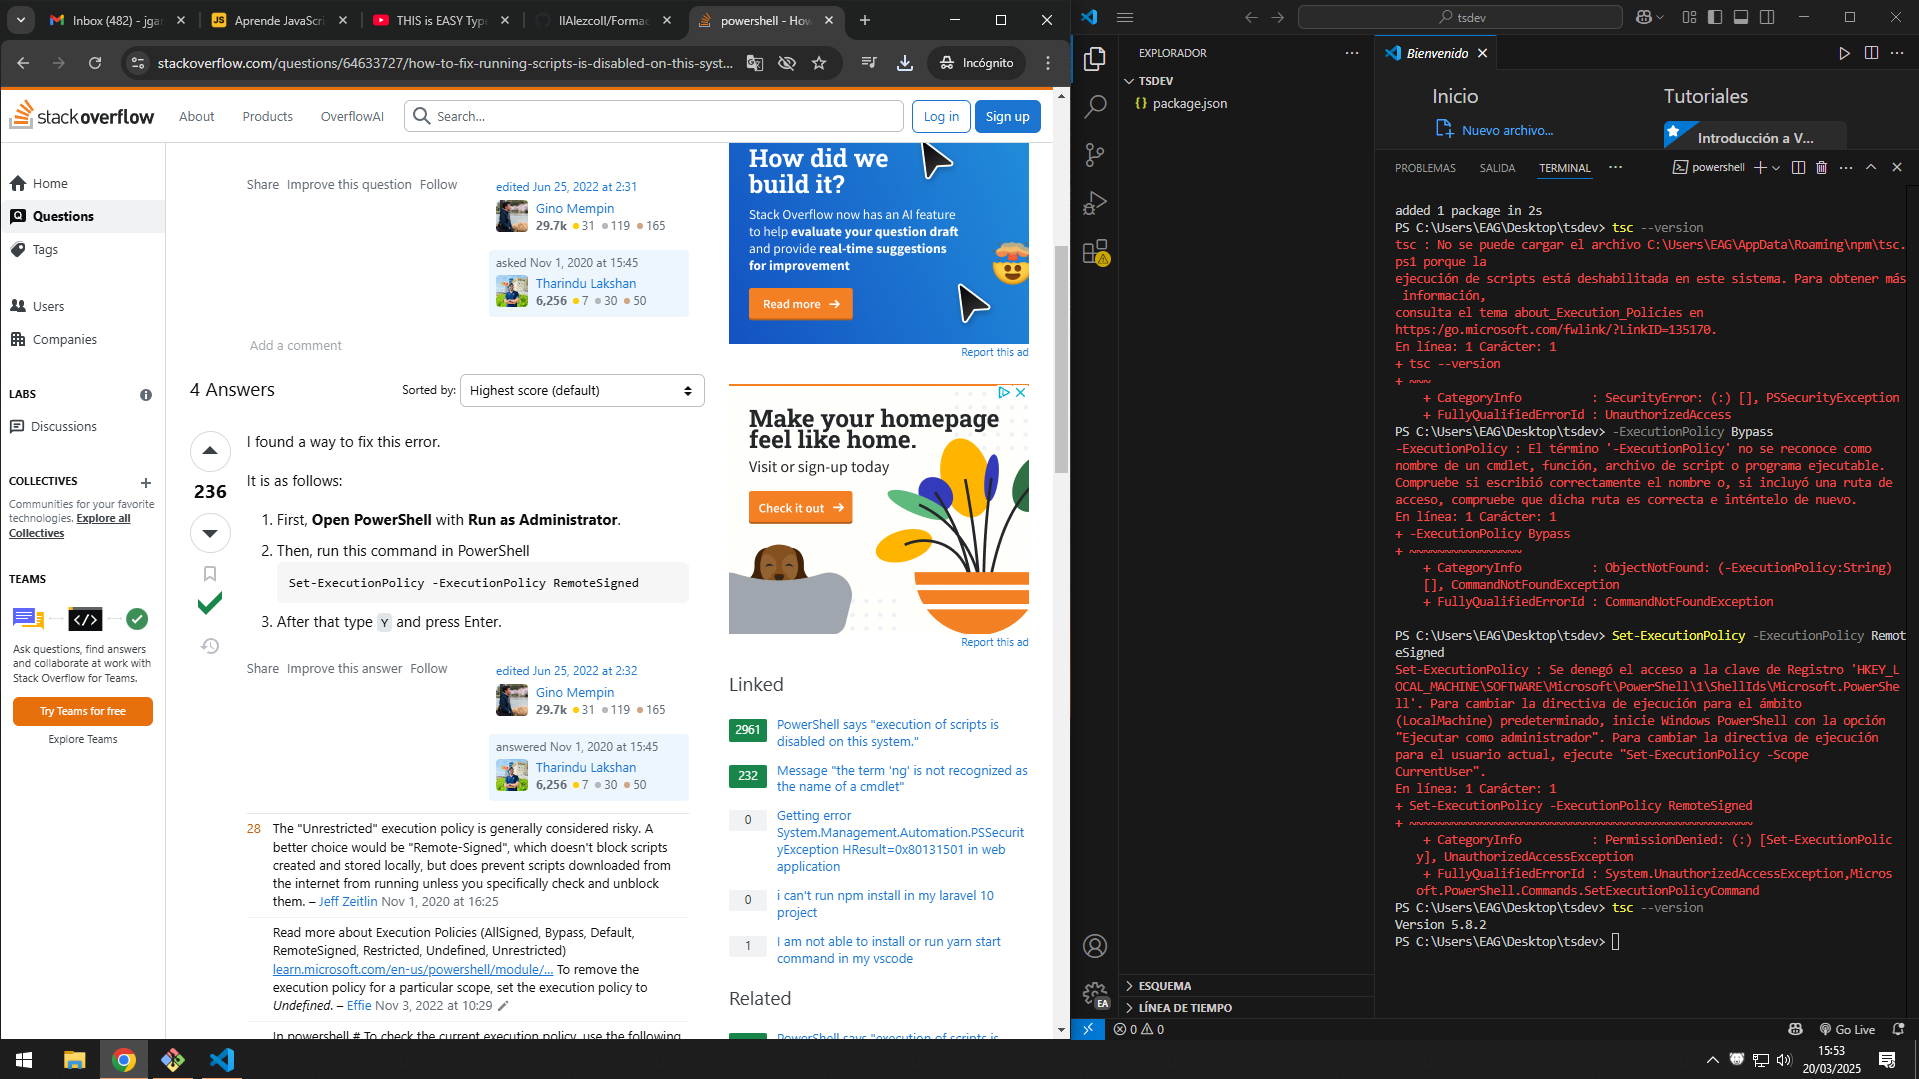 Inbox (482) - jgar
Aprende JavaScri
THIS is EASY Type
llAlezcoll/Formac
powershell - How
stackoverflow.com/questions/64633727/how-to-fix-running-scripts-is-disabled-on-this-syst...
Incógnito
stackoverflow
About
Products
OverflowAI
Search...
Log in
Sign up
Home
Questions
Tags
Users
Companies
LABS
Discussions
COLLECTIVES
Communities for your favorite
technologies. Explore all
Collectives
TEAMS
Ask questions, find answers
and collaborate at work with
Stack Overflow for Teams.
Try Teams for free
Explore Teams
Share Improve this question Follow
edited Jun 25, 2022 at 2:31
Gino Mempin
29.7k 31 119 165
asked Nov 1, 2020 at 15:45
Tharindu Lakshan
6,256 7 30 50
Add a comment
4 Answers
Sorted by:
Highest score (default)
236
I found a way to fix this error.
It is as follows:
1. First, Open PowerShell with Run as Administrator.
2. Then, run this command in PowerShell
Set-ExecutionPolicy -ExecutionPolicy RemoteSigned
3. After that type Y and press Enter.
Share Improve this answer Follow
edited Jun 25, 2022 at 2:32
Gino Mempin
29.7k 31 119 165
answered Nov 1, 2020 at 15:45
Tharindu Lakshan
6,256 7 30 50
28 The "Unrestricted" execution policy is generally considered risky. A
better choice would be "Remote-Signed", which doesn't block scripts
created and stored locally, but does prevent scripts downloaded from
the internet from running unless you specifically check and unblock
them. – Jeff Zeitlin Nov 1, 2020 at 16:25
Read more about Execution Policies (AllSigned, Bypass, Default,
RemoteSigned, Restricted, Undefined, Unrestricted)
learn.microsoft.com/en-us/powershell/module/... To remove the
execution policy for a particular scope, set the execution policy to
Undefined. – Effie Nov 3, 2022 at 10:29
In powershell # To check the current execution policy, use the following
How did we
build it?
Stack Overflow now has an AI feature
to help evaluate your question draft
and provide real-time suggestions
for improvement
Read more →
Report this ad
Make your homepage
feel like home.
Visit or sign-up today
Check it out →
Report this ad
Linked
2961 PowerShell says "execution of scripts is
disabled on this system."
232 Message "the term 'ng' is not recognized as
the name of a cmdlet"
0 Getting error
System.Management.Automation.PSSecurit
yException HResult=0x80131501 in web
application
0 i can't run npm install in my laravel 10
project
1 I am not able to install or run yarn start
command in my vscode
Related
PowerShell says "execution of scripts is
tsdev
EXPLORADOR
TSDEV
{} package.json
ESQUEMA
LÍNEA DE TIEMPO
EA
Bienvenido
Inicio
Nuevo archivo...
Tutoriales
Introducción a V...
PROBLEMAS
SALIDA
TERMINAL
powershell
added 1 package in 2s
PS C:\Users\EAG\Desktop\tsdev> tsc --version
tsc : No se puede cargar el archivo C:\Users\EAG\AppData\Roaming\npm\tsc.
ps1 porque la
ejecución de scripts está deshabilitada en este sistema. Para obtener más
información,
consulta el tema about_Execution_Policies en
https:/go.microsoft.com/fwlink/?LinkID=135170.
En línea: 1 Carácter: 1
+ tsc --version
+ ~~~
+ CategoryInfo          : SecurityError: (:) [], PSSecurityException
+ FullyQualifiedErrorId : UnauthorizedAccess
PS C:\Users\EAG\Desktop\tsdev> -ExecutionPolicy Bypass
-ExecutionPolicy : El término '-ExecutionPolicy' no se reconoce como
nombre de un cmdlet, función, archivo de script o programa ejecutable.
Compruebe si escribió correctamente el nombre o, si incluyó una ruta de
acceso, compruebe que dicha ruta es correcta e inténtelo de nuevo.
En línea: 1 Carácter: 1
+ -ExecutionPolicy Bypass
+ ~~~~~~~~~~~~~~~~
+ CategoryInfo          : ObjectNotFound: (-ExecutionPolicy:String)
[], CommandNotFoundException
+ FullyQualifiedErrorId : CommandNotFoundException
PS C:\Users\EAG\Desktop\tsdev> Set-ExecutionPolicy -ExecutionPolicy Remot
eSigned
Set-ExecutionPolicy : Se denegó el acceso a la clave de Registro 'HKEY_L
OCAL_MACHINE\SOFTWARE\Microsoft\PowerShell\1\ShellIds\Microsoft.PowerShe
ll'. Para cambiar la directiva de ejecución para el ámbito
(LocalMachine) predeterminado, inicie Windows PowerShell con la opción
"Ejecutar como administrador". Para cambiar la directiva de ejecución
para el usuario actual, ejecute "Set-ExecutionPolicy -Scope
CurrentUser".
En línea: 1 Carácter: 1
+ Set-ExecutionPolicy -ExecutionPolicy RemoteSigned
+ ~~~~~~~~~~~~~~~~~~~~~~~~~~~~~~~~~~~~~~~~~~~~~~~~~
+ CategoryInfo          : PermissionDenied: (:) [Set-ExecutionPolic
y], UnauthorizedAccessException
+ FullyQualifiedErrorId : System.UnauthorizedAccessException,Micros
oft.PowerShell.Commands.SetExecutionPolicyCommand
PS C:\Users\EAG\Desktop\tsdev> tsc --version
Version 5.8.2
PS C:\Users\EAG\Desktop\tsdev>
0 0
Go Live
15:53
20/03/2025